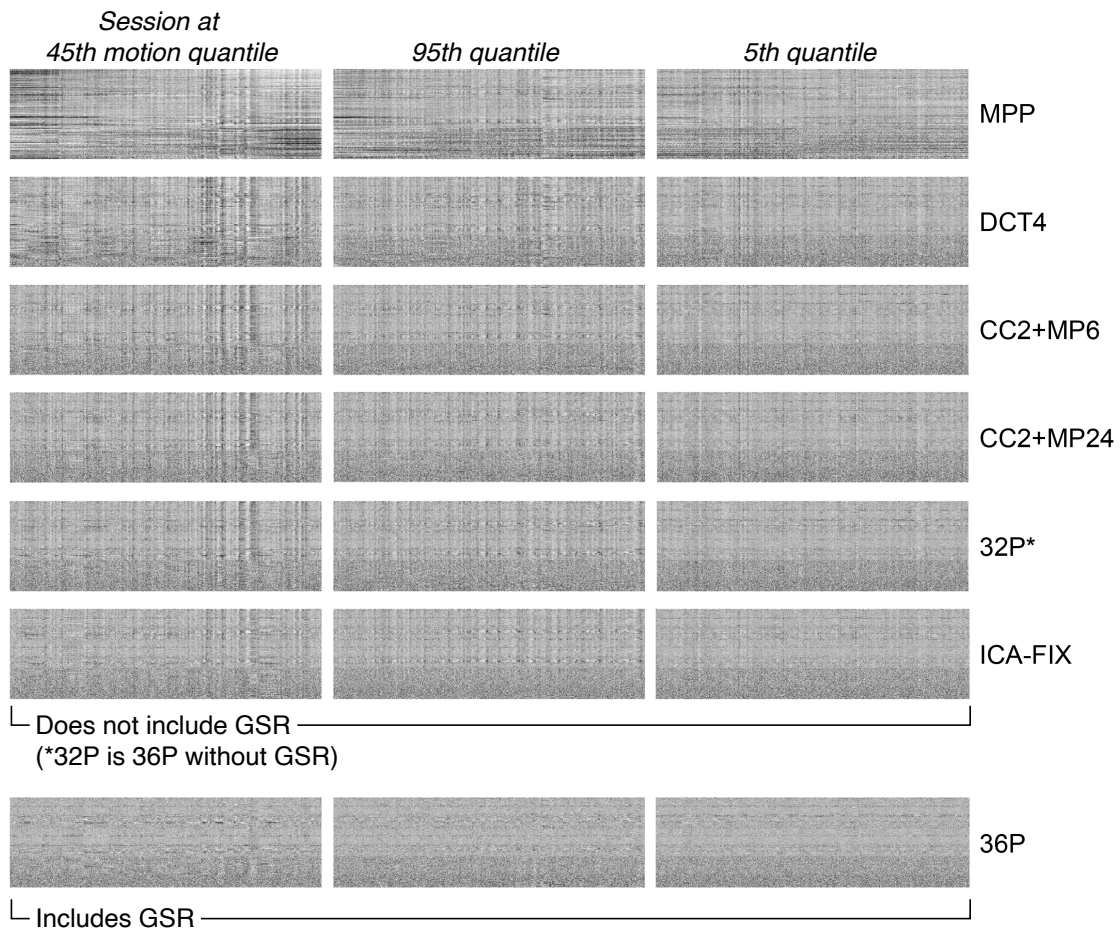 Session at
45th motion quantile
95th quantile
5th quantile
MPP
DCT4
CC2+MP6
CC2+MP24
32P*
ICA-FIX
Does not include GSR
(*32P is 36P without GSR)
36P
Includes GSR